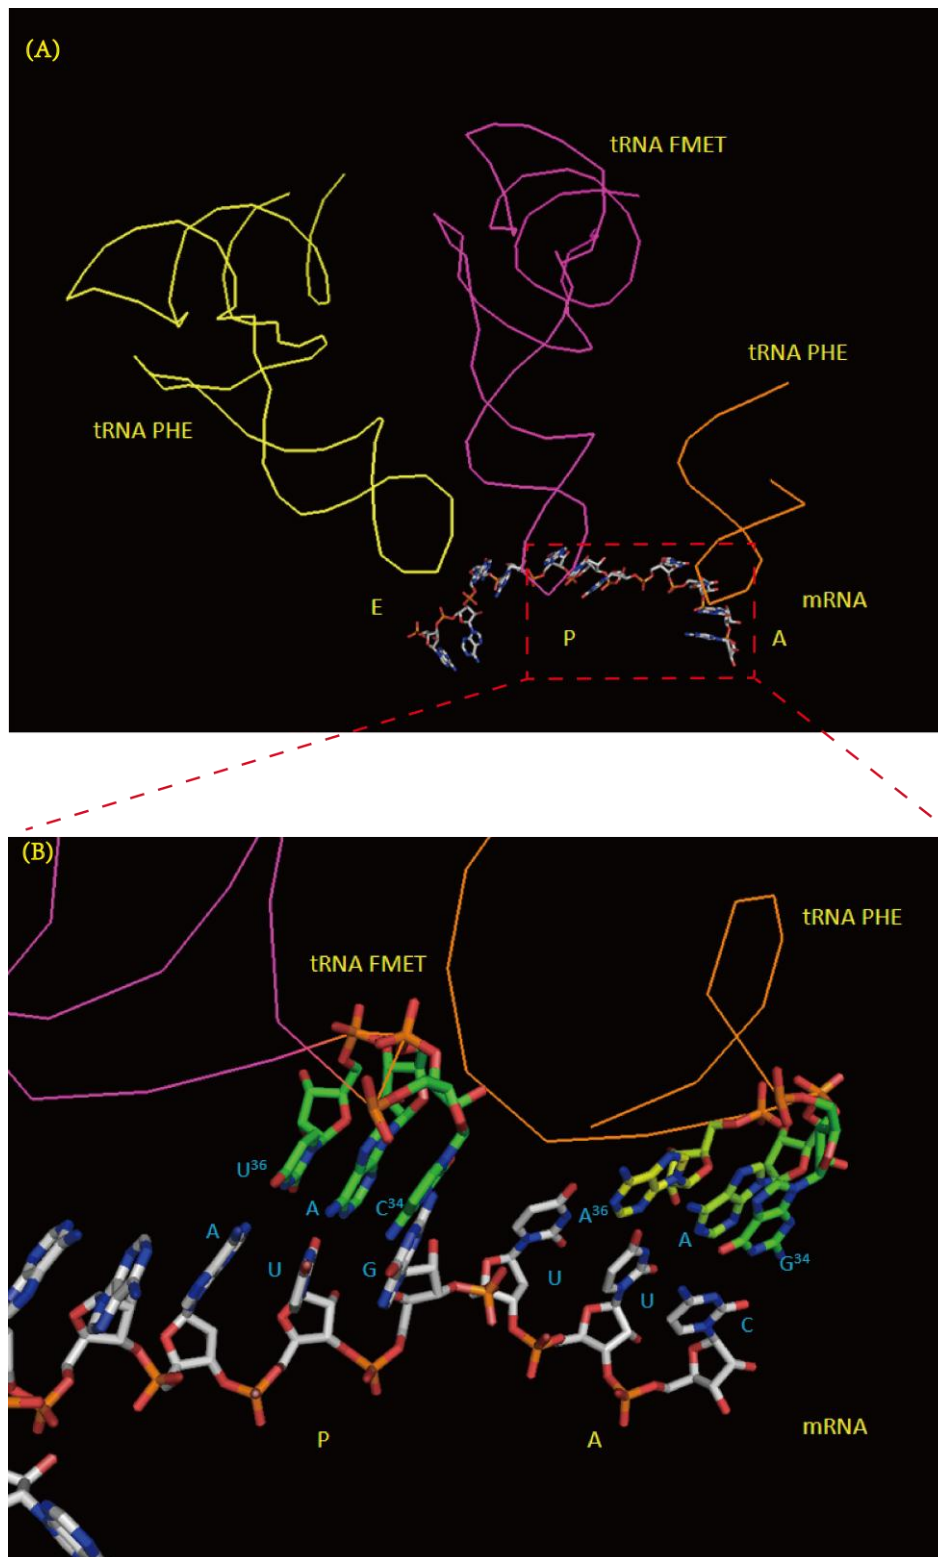 (A)
tRNA FMET
tRNA PHE
tRNA PHE
mRNA
E
P
A
(B)
tRNA PHE
tRNA FMET
U³⁶
A
A
C³⁴
A³⁶
A
G³⁴
U
G
U
U
C
P
A
mRNA